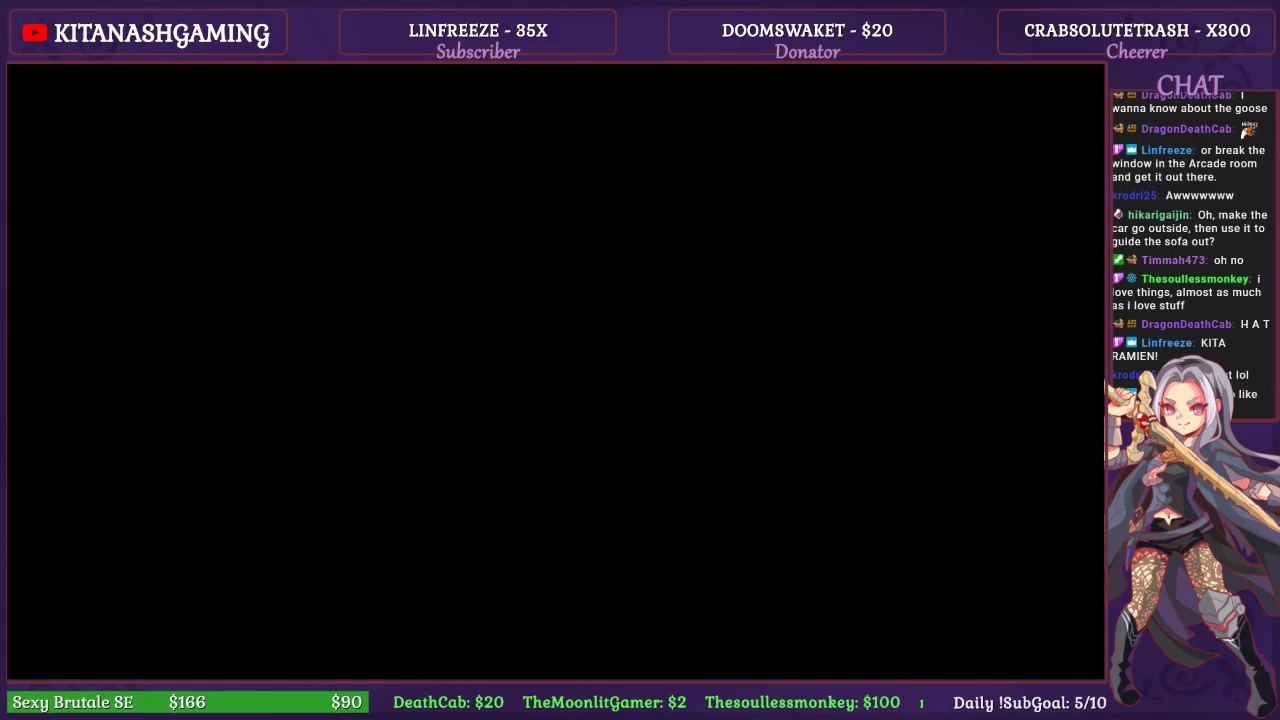 KITANASHGAMING
LINFREEZE - 35X
Subscriber
DOOMSWAKET - $20
Donator
CRABSOLUTETRASH - X300
Cheerer
CHAT
DragonDeathCab: I
wanna know about the goose
DragonDeathCab:
Linfreeze: or break the
window in the Arcade room
and get it out there.
krodri25: Awwwwwww
hikarigaijin: Oh, make the
car go outside, then use it to
guide the sofa out?
Timmah473: oh no
Thesoullessmonkey: i
love things, almost as much
as i love stuff
DragonDeathCab: H A T
Linfreeze: KITA
RAMIEN!
lol
like
Sexy Brutale SE $166 $90
DeathCab: $20 TheMoonlitGamer: $2 Thesoullessmonkey: $100
Daily !SubGoal: 5/10